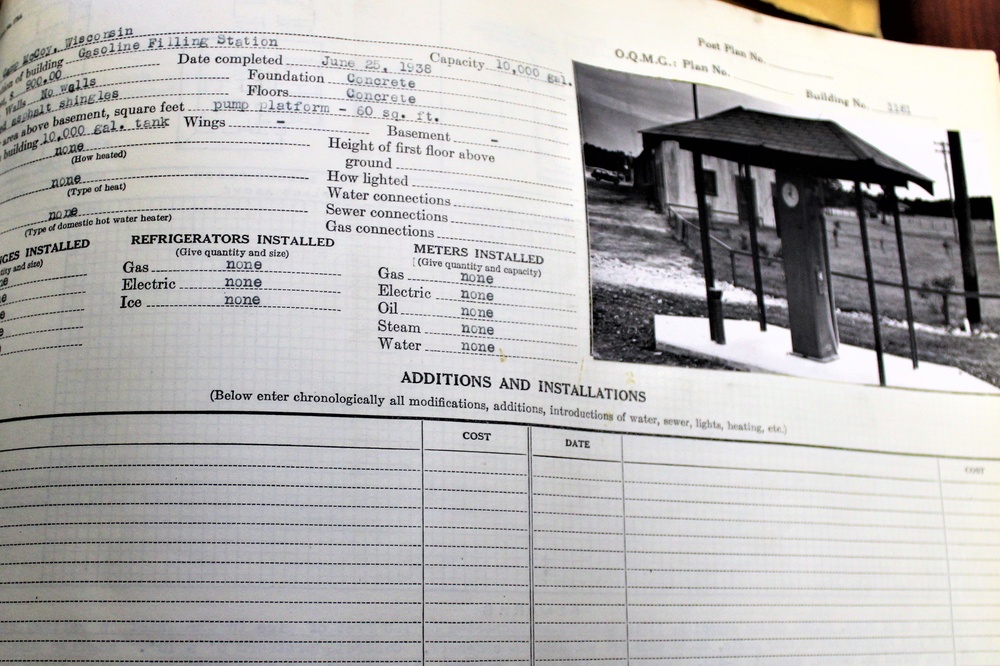 McCoy, Wisconsin
of building Gasoline Filling Station
Date completed June 25, 1938 Capacity 10,000 gal.
$ 900.00 Foundation Concrete
Walls No walls Floors Concrete
asphalt shingles
area above basement, square feet pump platform - 60 sq. ft.
building 10,000 gal. tank Wings - Basement -
none
(How heated)
Height of first floor above
ground
none
(Type of heat)
How lighted
Water connections
none
(Type of domestic hot water heater)
Sewer connections
Gas connections
GES INSTALLED
REFRIGERATORS INSTALLED
(Give quantity and size)
Gas none
Electric none
Ice none
METERS INSTALLED
(Give quantity and capacity)
Gas none
Electric none
Oil none
Steam none
Water none
Post Plan No.
O.Q.M.G.: Plan No.
Building No. 1161
ADDITIONS AND INSTALLATIONS
(Below enter chronologically all modifications, additions, introductions of water, sewer, lights, heating, etc.)
COST DATE COST